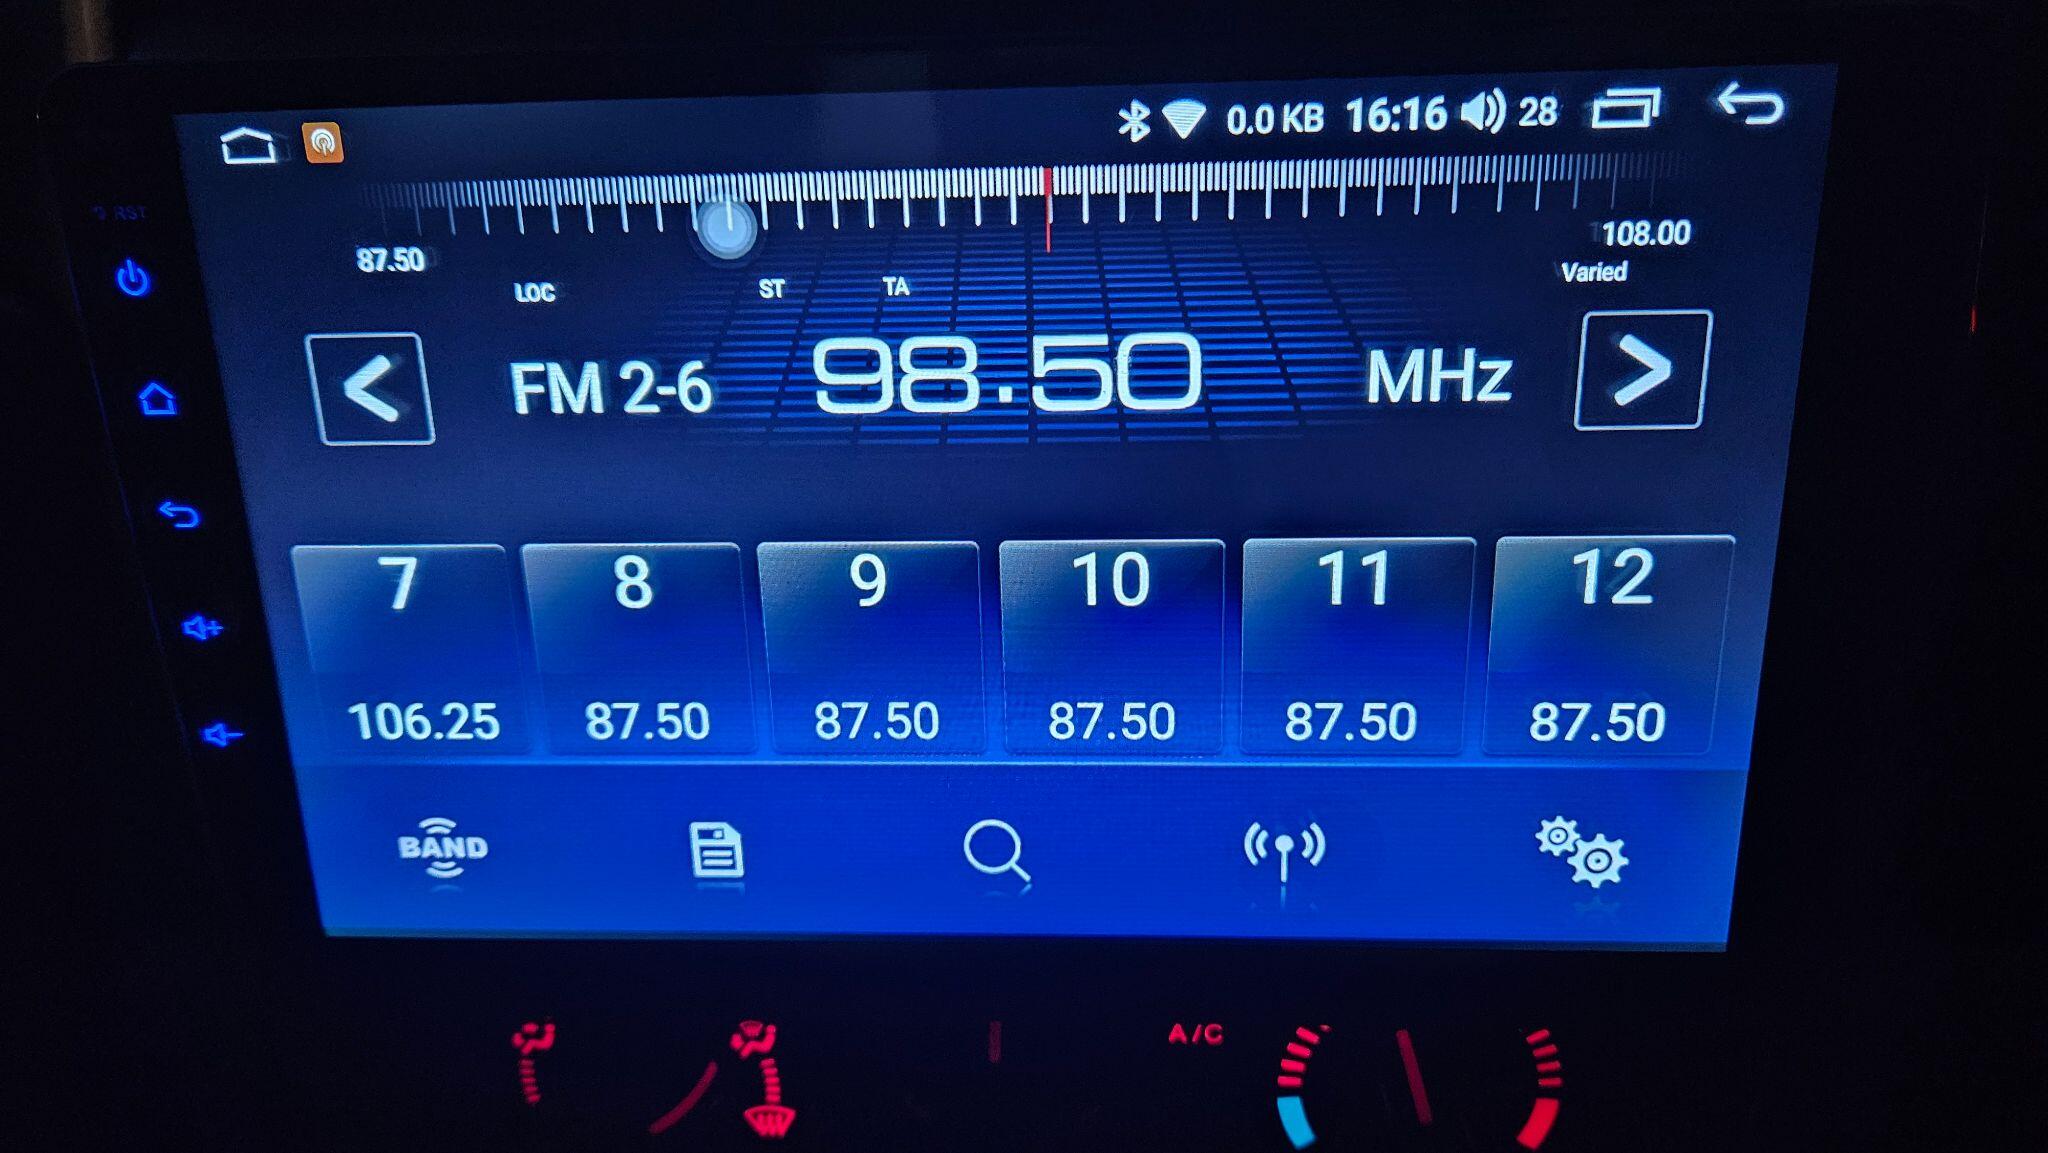 0.0 KB 16:16 28
RST
87.50
108.00
Varied
LOC ST TA
FM 2-6 98.50 MHz
7 8 9 10 11 12
106.25 87.50 87.50 87.50 87.50 87.50
BAND
A/C